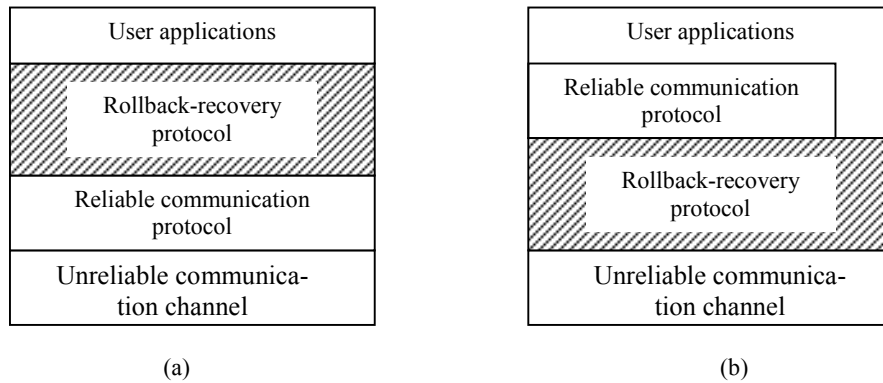 User applications
Rollback-recovery
protocol
Reliable communication
protocol
Unreliable communica-
tion channel
(a)
User applications
Reliable communication
protocol
Rollback-recovery
protocol
Unreliable communica-
tion channel
(b)